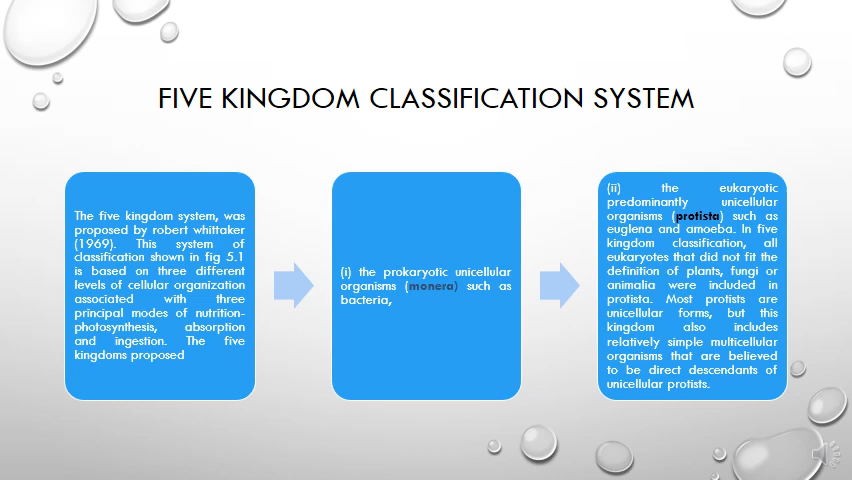 FIVE KINGDOM CLASSIFICATION SYSTEM
The five kingdom system, was
proposed by robert whittaker
(1969). This system of
classification shown in fig 5.1
is based on three different
levels of cellular organization
associated with three
principal modes of nutrition-
photosynthesis, absorption
and ingestion. The five
kingdoms proposed
(i) the prokaryotic unicellular
organisms (monera) such as
bacteria,
(ii) the eukaryotic
predominantly unicellular
organisms (protista) such as
euglena and amoeba. In five
kingdom classification, all
eukaryotes that did not fit the
definition of plants, fungi or
animalia were included in
protista. Most protists are
unicellular forms, but this
kingdom also includes
relatively simple multicellular
organisms that are believed
to be direct descendants of
unicellular protists.